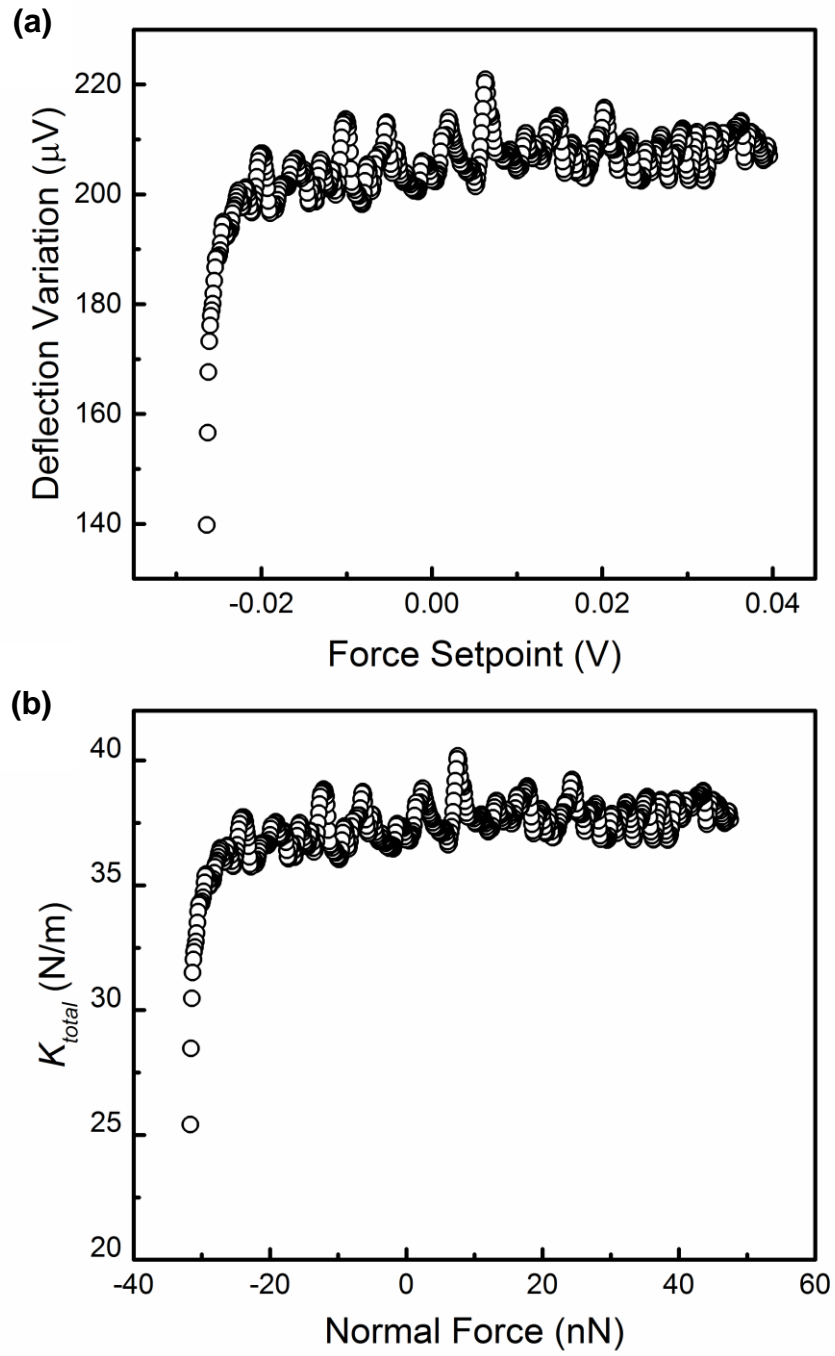 (a)
220
200
180
160
140
Deflection Variation (μV)
-0.02 0.00 0.02 0.04
Force Setpoint (V)
(b)
40
35
30
25
20
K_total (N/m)
-40 -20 0 20 40 60
Normal Force (nN)